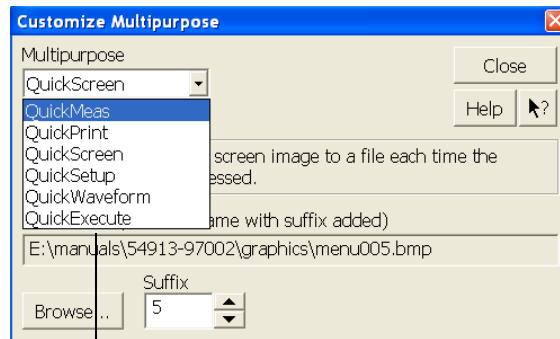 Customize Multipurpose
Multipurpose
Close
QuickScreen
Help
?
QuickMeas
QuickPrint
QuickScreen
screen image to a file each time the
QuickSetup
essed.
QuickWaveform
QuickExecute
ame with suffix added)
E:\manuals\54913-97002\graphics\menu005.bmp
Suffix
Browse...
5